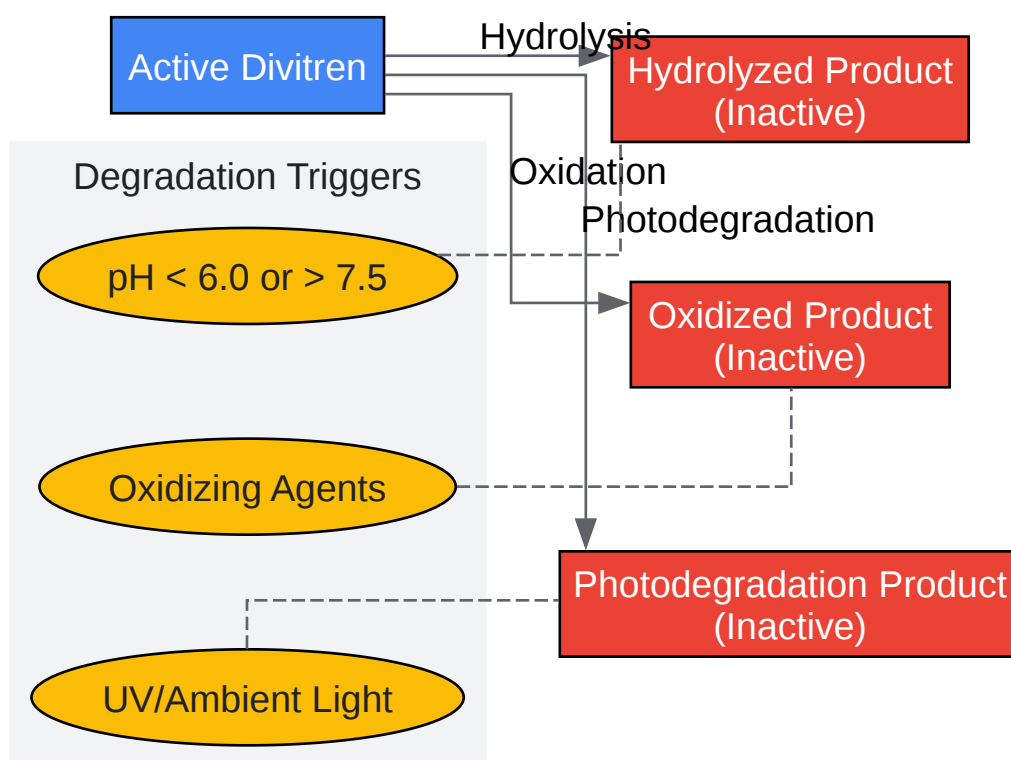 Active Divitren
Hydrolysis
Hydrolyzed Product
(Inactive)
Degradation Triggers
Oxidation
Photodegradation
pH < 6.0 or > 7.5
Oxidized Product
(Inactive)
Oxidizing Agents
Photodegradation Product
(Inactive)
UV/Ambient Light